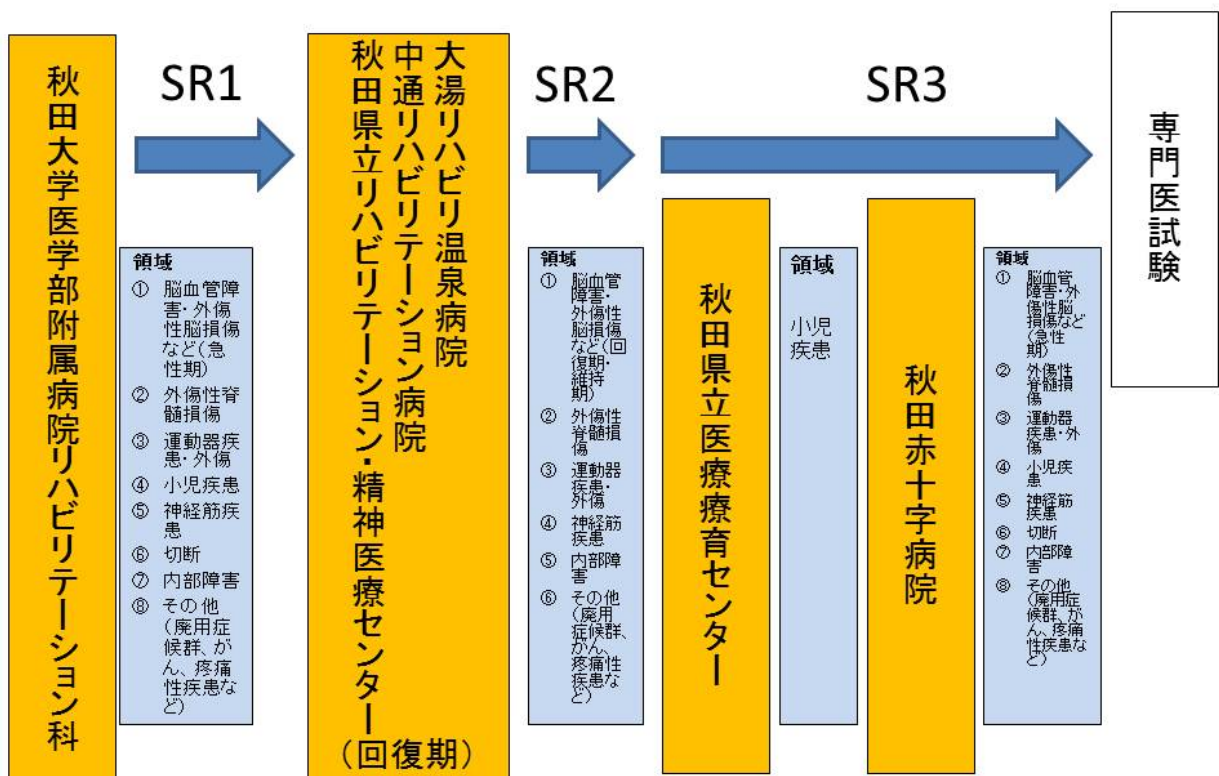 秋田大学医学部附属病院リハビリテーション科
SR1
領域
① 脳血管障
害・外傷
性脳損傷
など(急
性期)
② 外傷性脊
髄損傷
③ 運動器疾
患・外傷
④ 小児疾患
⑤ 神経筋疾
患
⑥ 切断
⑦ 内部障害
⑧ その他
(廃用症
候群、が
ん、疼痛
性疾患な
ど)
大湯リハビリ温泉病院
中通リハビリテーション病院
秋田県立リハビリテーション・精神医療センター
(回復期)
SR2
領域
① 脳血管
障害・
外傷性
脳損傷
など(回
復期・
維持
期)
② 外傷性
脊髄損
傷
③ 運動器
疾患・
外傷
④ 神経筋
疾患
⑤ 内部障
害
⑥ その他
(廃用
症候群、
がん、
疼痛性
疾患な
ど)
SR3
秋田県立医療療育センター
領域
小児
疾患
秋田赤十字病院
領域
① 脳血管
障害・外
傷性脳
損傷など
(急性
期)
② 外傷性
脊髄損
傷
③ 運動器
疾患・外
傷
④ 小児疾
患
⑤ 神経筋
疾患
⑥ 切断
⑦ 内部障
害
⑧ その他
(廃用症
候群、が
ん、疼痛
性疾患な
ど)
専門医試験